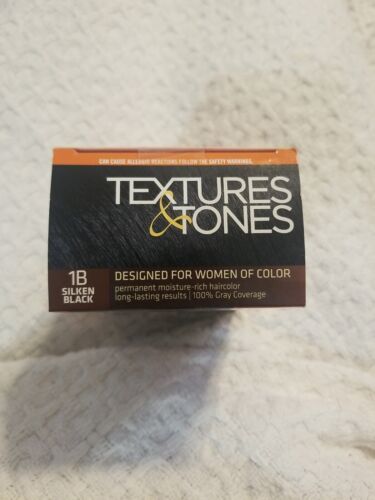 CAN CAUSE ALLERGIC REACTIONS FOLLOW THE SAFETY WARNINGS.
TEXTURES
& TONES
1B
SILKEN
BLACK
DESIGNED FOR WOMEN OF COLOR
permanent moisture-rich haircolor
long-lasting results | 100% Gray Coverage